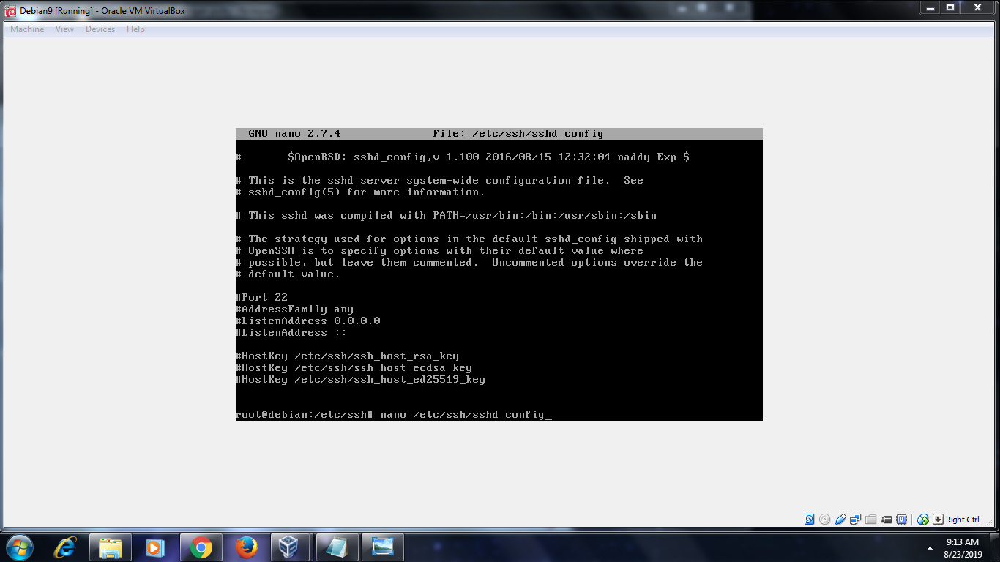 Debian9 [Running] - Oracle VM VirtualBox
Machine View Devices Help
GNU nano 2.7.4 File: /etc/ssh/sshd_config
# $OpenBSD: sshd_config,v 1.100 2016/08/15 12:32:04 naddy Exp $
# This is the sshd server system-wide configuration file.  See
# sshd_config(5) for more information.
# This sshd was compiled with PATH=/usr/bin:/bin:/usr/sbin:/sbin
# The strategy used for options in the default sshd_config shipped with
# OpenSSH is to specify options with their default value where
# possible, but leave them commented.  Uncommented options override the
# default value.
#Port 22
#AddressFamily any
#ListenAddress 0.0.0.0
#ListenAddress ::
#HostKey /etc/ssh/ssh_host_rsa_key
#HostKey /etc/ssh/ssh_host_ecdsa_key
#HostKey /etc/ssh/ssh_host_ed25519_key
root@debian:/etc/ssh# nano /etc/ssh/sshd_config_
Right Ctrl
9:13 AM
8/23/2019